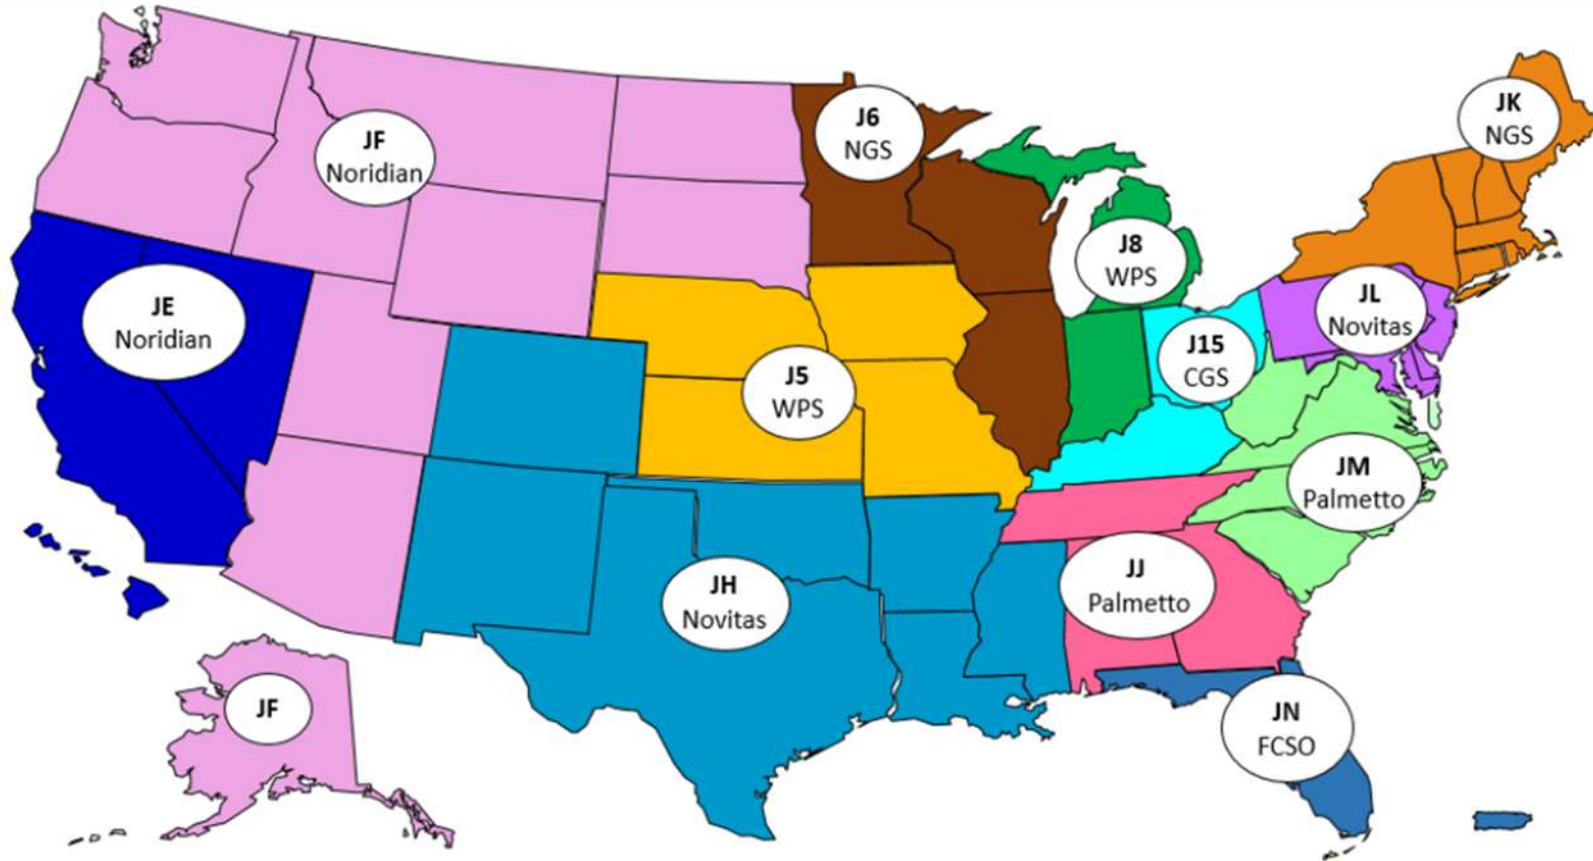 JF
Noridian
J6
NGS
JK
NGS
JE
Noridian
J8
WPS
JL
Novitas
J15
CGS
J5
WPS
JM
Palmetto
JH
Novitas
JJ
Palmetto
JF
JN
FCSO